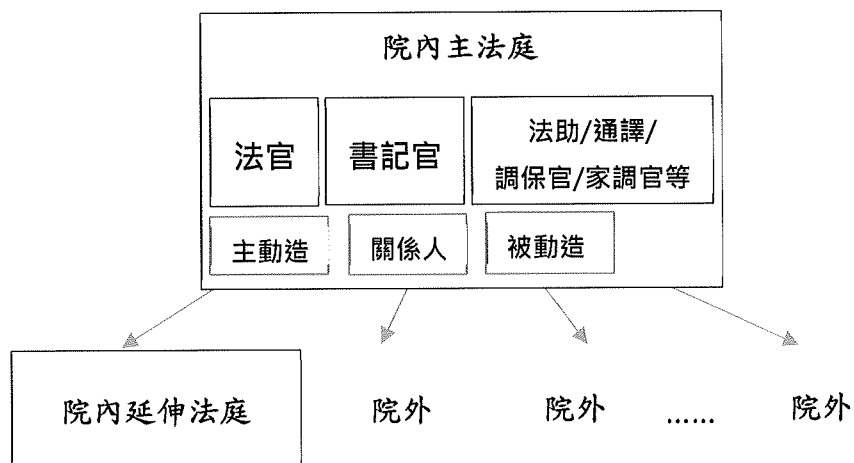 院內主法庭
法官
書記官
法助/通譯/
調保官/家調官等
主動造
關係人
被動造
院內延伸法庭
院外
院外
……
院外